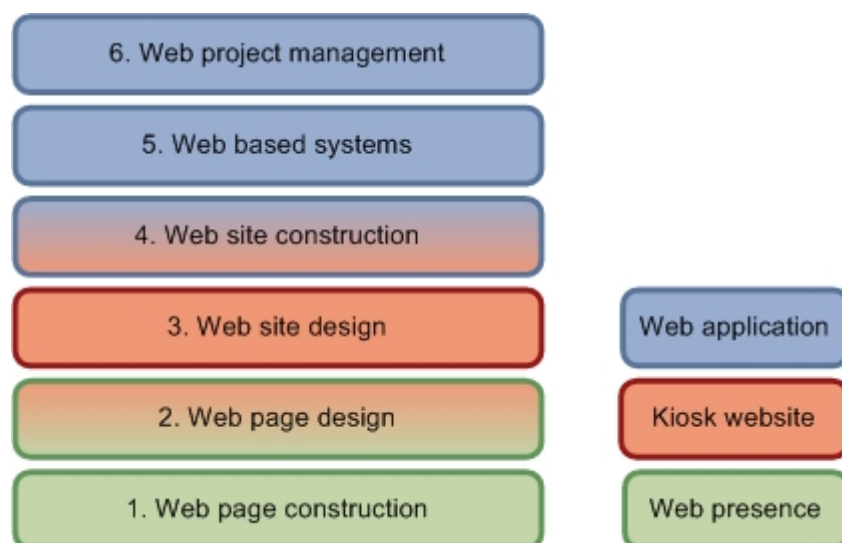 6. Web project management
5. Web based systems
4. Web site construction
3. Web site design
2. Web page design
1. Web page construction
Web application
Kiosk website
Web presence